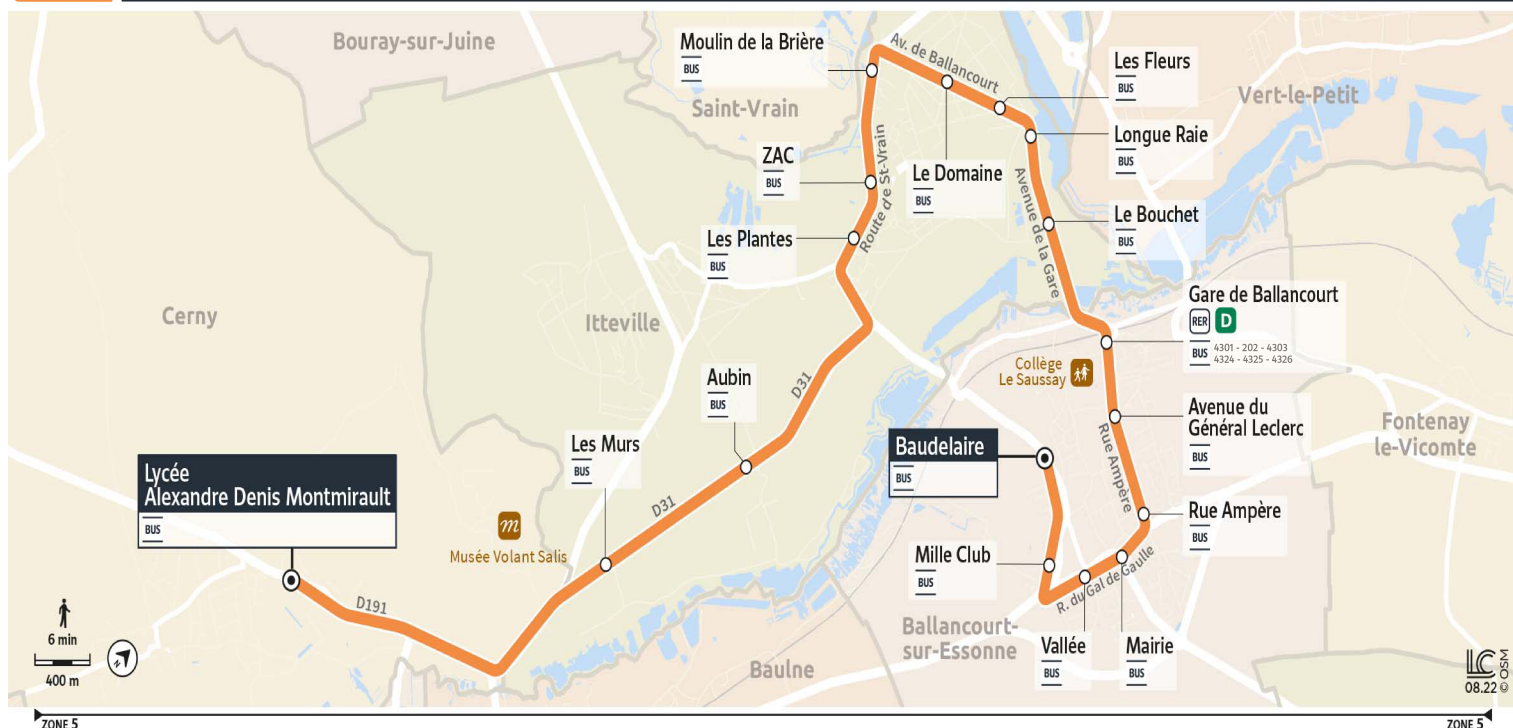 Bouray-sur-Juine
Moulin de la Brière
BUS
Av. de Ballancourt
Les Fleurs
BUS
Vert-le-Petit
Saint-Vrain
Longue Raie
BUS
ZAC
BUS
Route de St-Vrain
Le Domaine
BUS
Avenue de la Gare
Le Bouchet
BUS
Les Plantes
BUS
Cerny
Itteville
Gare de Ballancourt
RER D
BUS 4301 - 202 - 4303
4324 - 4325 - 4326
Collège
Le Saussay
Aubin
BUS
D31
Avenue du
Général Leclerc
BUS
Fontenay
le-Vicomte
Les Murs
BUS
Baudelaire
BUS
Rue Ampère
Lycée
Alexandre Denis Montmirault
BUS
D31
Rue Ampère
BUS
m
Musée Volant Salis
Mille Club
BUS
R. du Gal de Gaulle
D191
Ballancourt-
sur-Essonne
Vallée
BUS
Mairie
BUS
Baulne
6 min
400 m
N
LC
08.22 © OSM
ZONE 5
ZONE 5